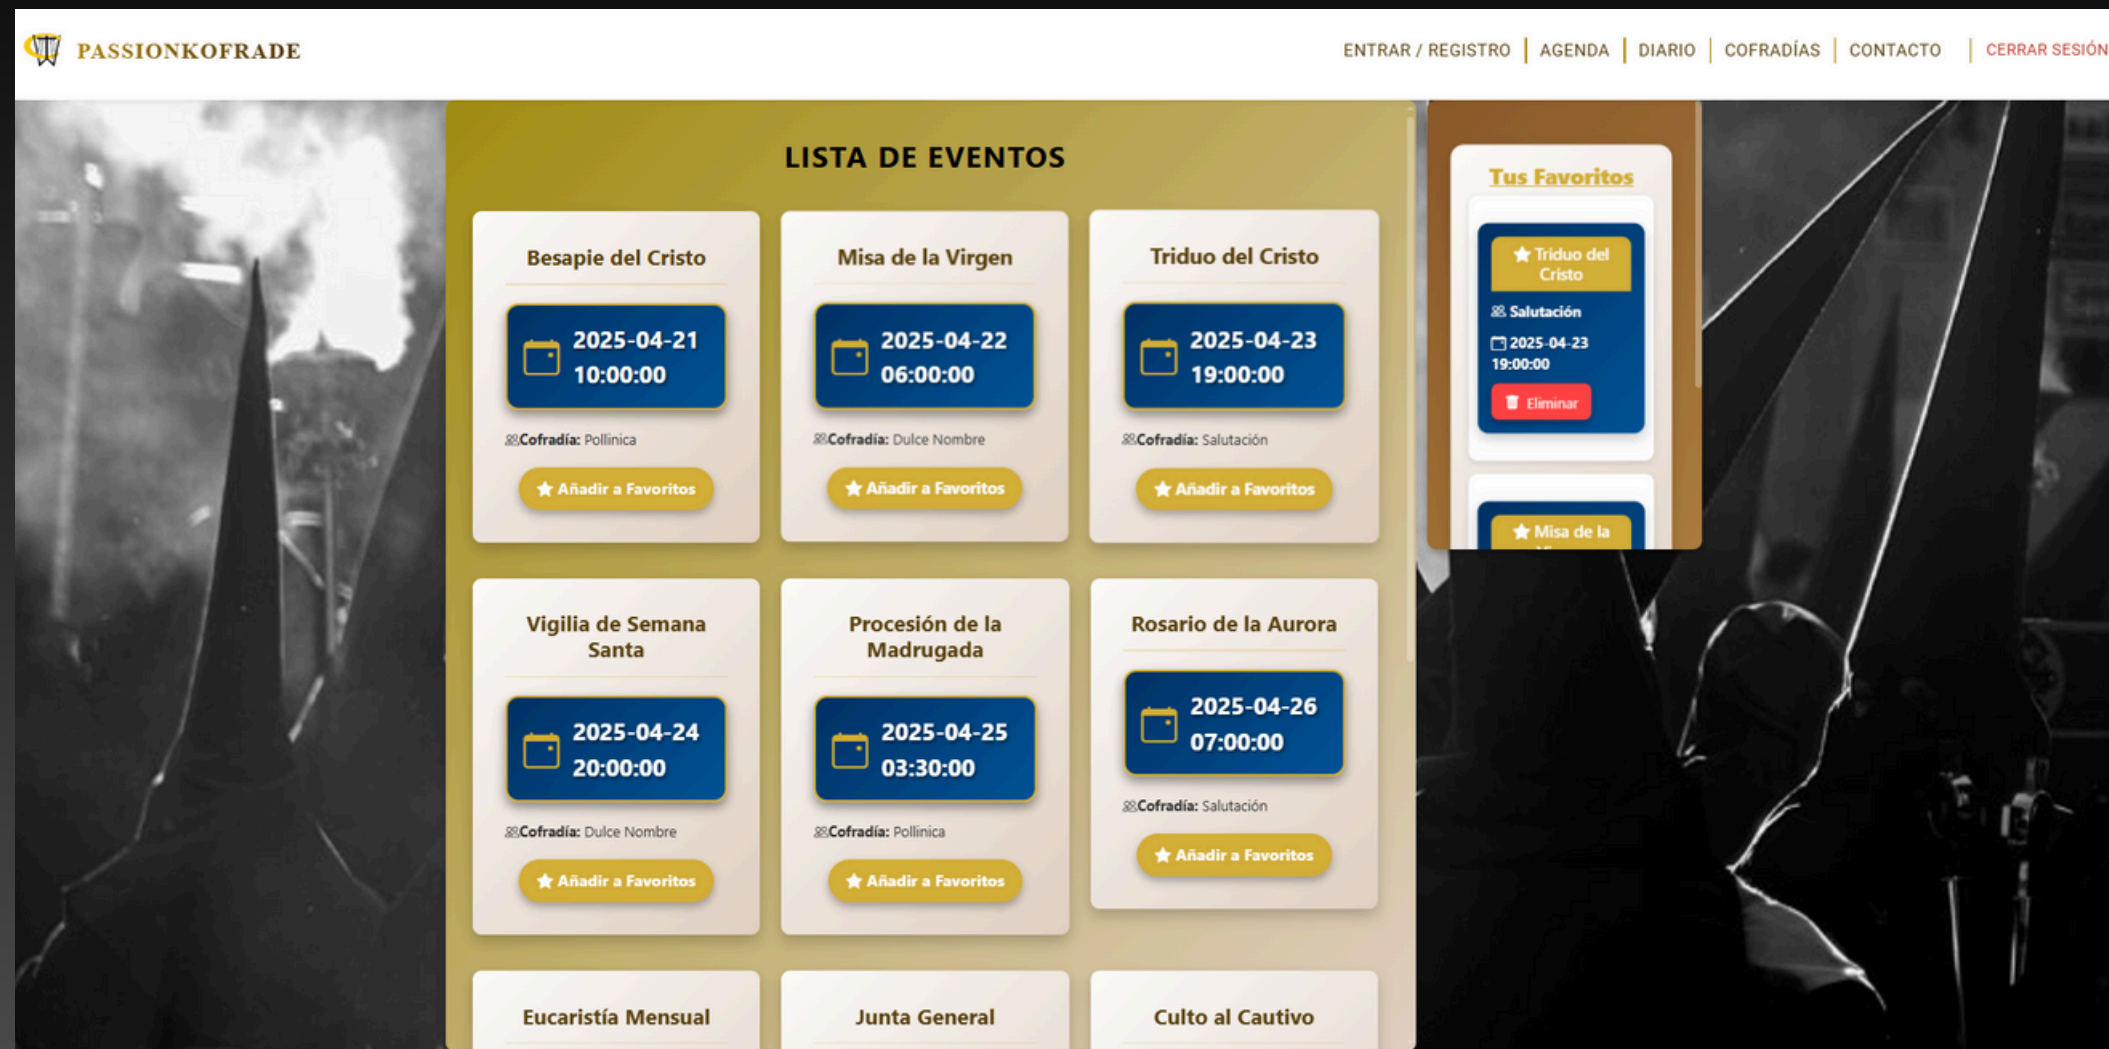 PASSIONKOFRADE
ENTRAR / REGISTRO
AGENDA
DIARIO
COFRADÍAS
CONTACTO
CERRAR SESIÓN
LISTA DE EVENTOS
Besapie del Cristo
2025-04-21
10:00:00
Cofradía: Pollinica
Añadir a Favoritos
Misa de la Virgen
2025-04-22
06:00:00
Cofradía: Dulce Nombre
Añadir a Favoritos
Triduo del Cristo
2025-04-23
19:00:00
Cofradía: Salutación
Añadir a Favoritos
Vigilia de Semana
Santa
2025-04-24
20:00:00
Cofradía: Dulce Nombre
Añadir a Favoritos
Procesión de la
Madrugada
2025-04-25
03:30:00
Cofradía: Pollinica
Añadir a Favoritos
Rosario de la Aurora
2025-04-26
07:00:00
Cofradía: Salutación
Añadir a Favoritos
Eucaristía Mensual
Junta General
Culto al Cautivo
Tus Favoritos
Triduo del
Cristo
Salutación
2025-04-23
19:00:00
Eliminar
Misa de la